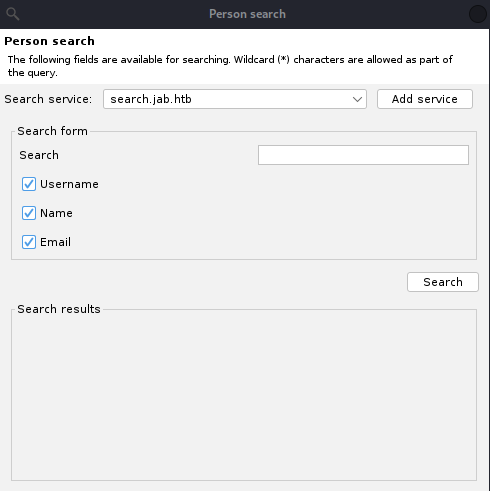 Person search
Person search
The following fields are available for searching. Wildcard (*) characters are allowed as part of
the query.
Search service: search.jab.htb Add service
Search form
Search
Username
Name
Email
Search
Search results